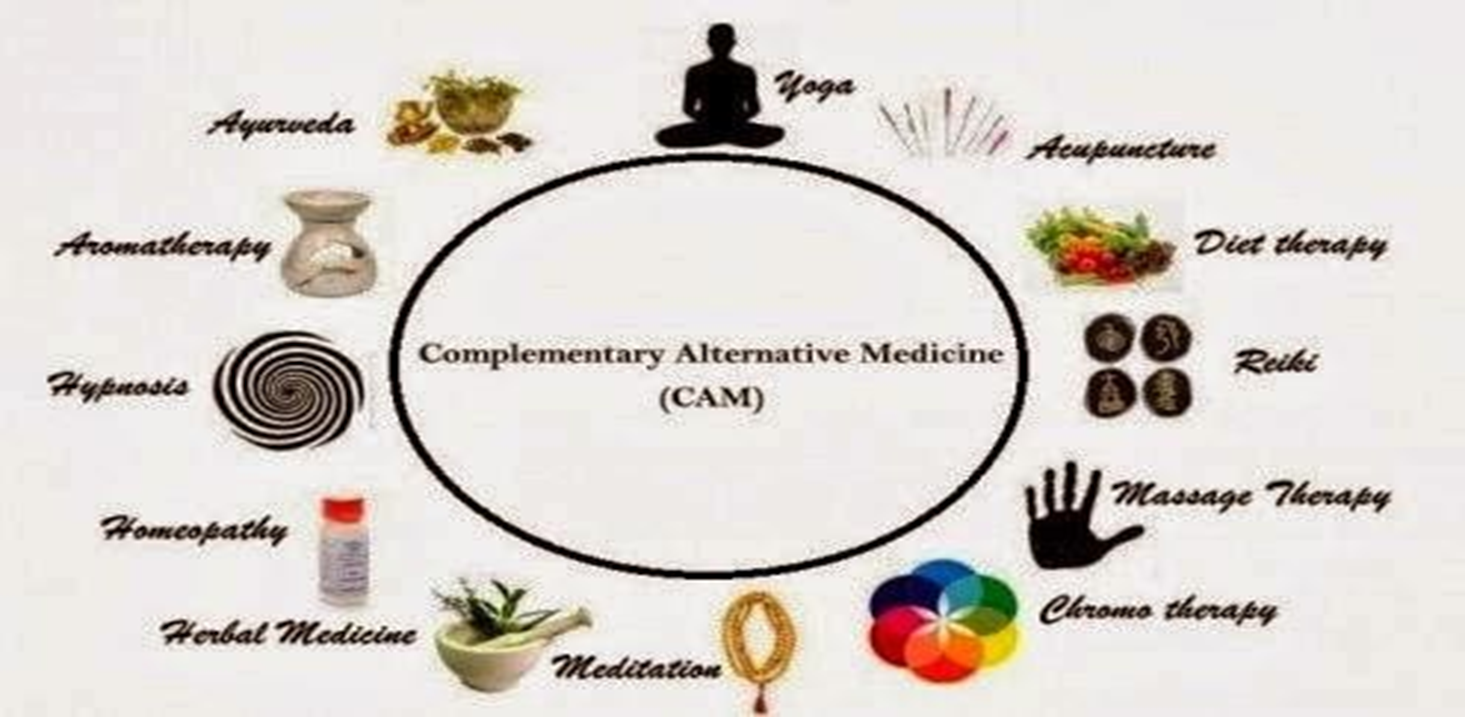 Yoga
Ayurveda
Acupuncture
Aromatherapy
Diet therapy
Complementary Alternative Medicine
(CAM)
Reiki
Hypnosis
Massage Therapy
Homeopathy
Chromo therapy
Herbal Medicine
Meditation